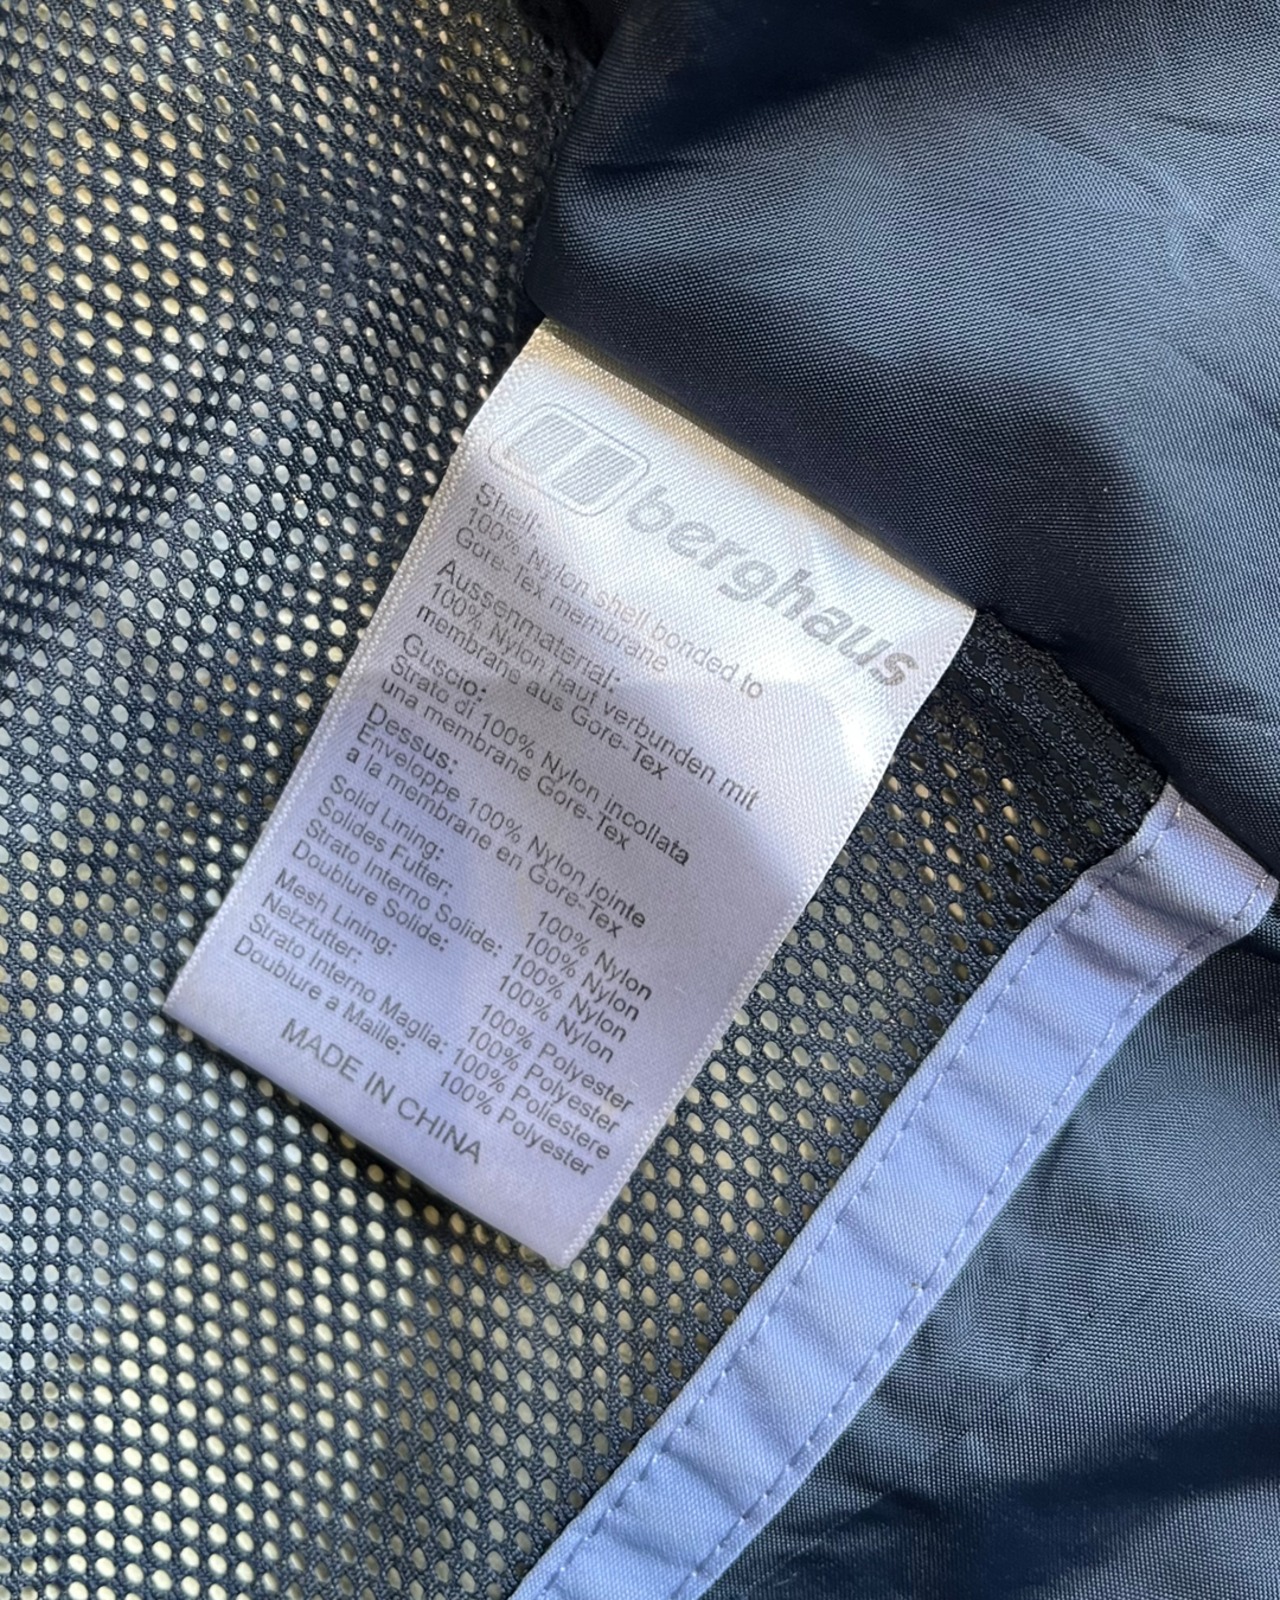 berghaus
Shell:
100% Nylon shell bonded to
Gore-Tex membrane
Aussenmaterial:
100% Nylon haut verbunden mit
membrane aus Gore-Tex
Guscio:
Strato di 100% Nylon incollata
una membrane Gore-Tex
Dessus:
Enveloppe 100% Nylon jointe
a la membrane en Gore-Tex
Solid Lining: 100% Nylon
Solides Futter: 100% Nylon
Strato Interno Solide: 100% Nylon
Doublure Solide: 100% Nylon
Mesh Lining: 100% Polyester
Netzfutter: 100% Polyester
Strato Interno Maglia: 100% Poliestere
Doublure a Maille: 100% Polyester
MADE IN CHINA